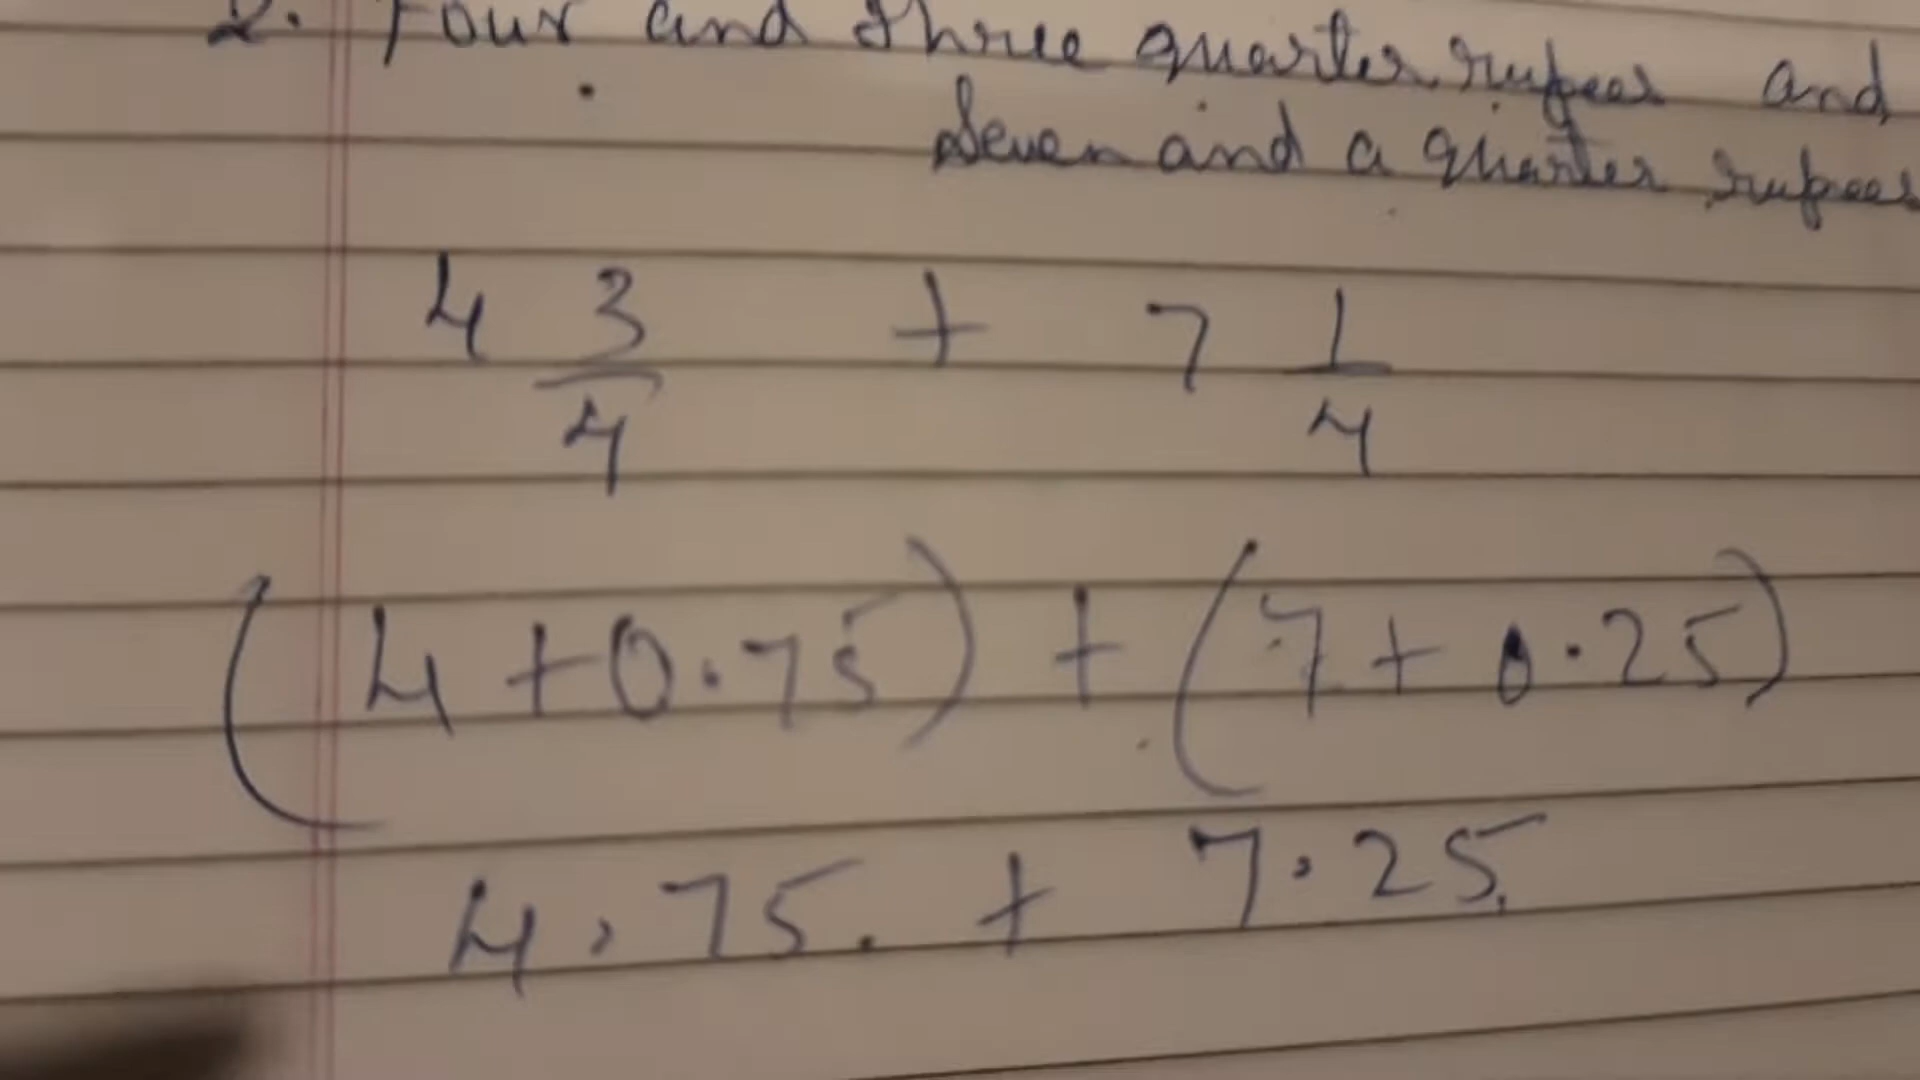 2. Four and three quarter rupees and
seven and a quarter rupees
4 3/4 + 7 1/4
(4+0.75) + (7+0.25)
4.75. + 7.25